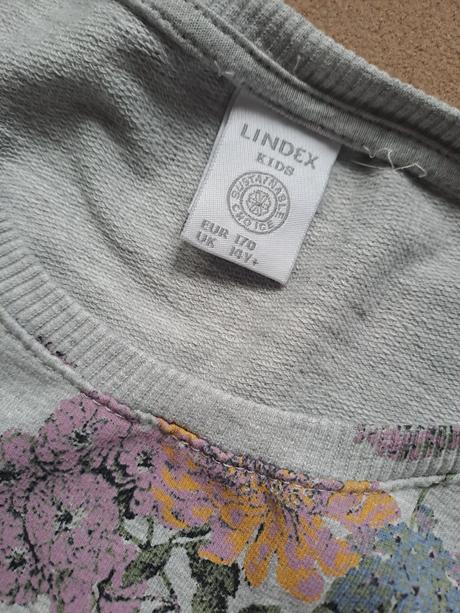 LINDEX
KIDS
SUSTAINABLE
CHOICE
EUR 170
UK 14Y+